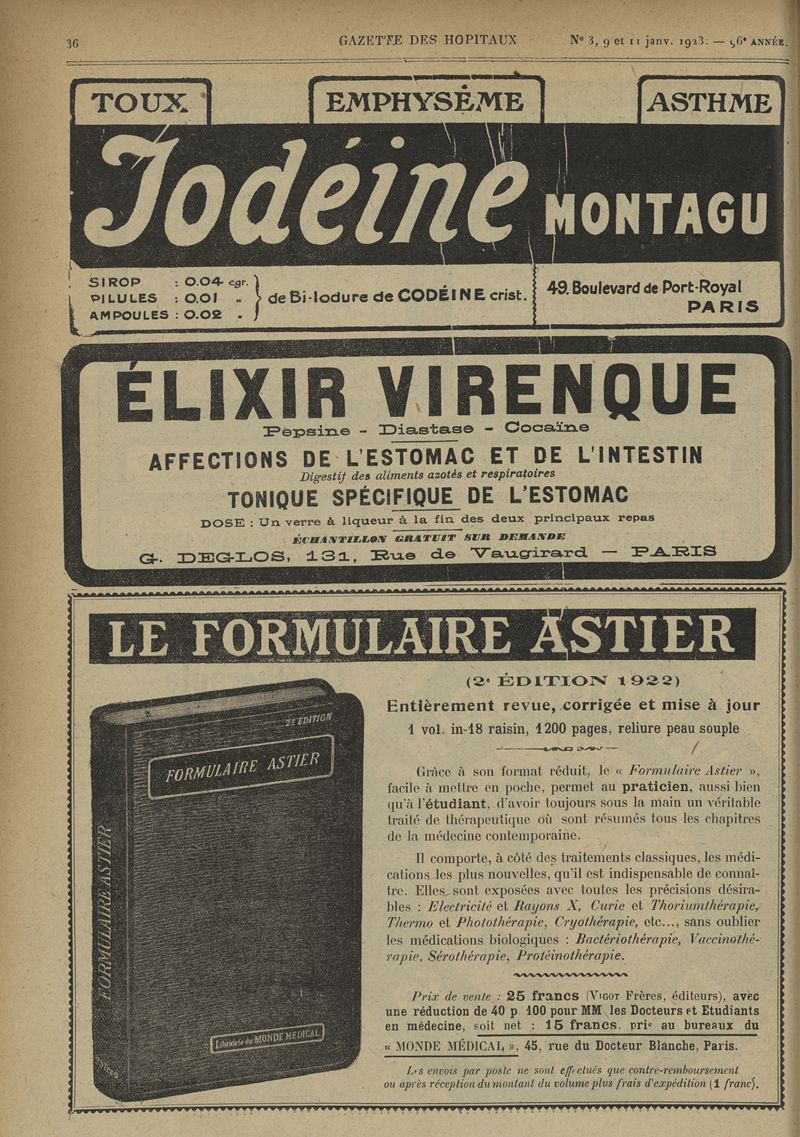 36 GAZETTE DES HOPITAUX N° 3, 9 et 11 janv. 1923. — 96e ANNÉE.
TOUX EMPHYSÈME ASTHME
Iodéine MONTAGU
SIROP : 0.04 cgr.
PILULES : 0.01 „
AMPOULES : 0.02 „
de Bi-Iodure de CODÉINE crist.
49. Boulevard de Port-Royal
PARIS
ÉLIXIR VIRENQUE
Pepsine - Diastase - Cocaïne
AFFECTIONS DE L'ESTOMAC ET DE L'INTESTIN
Digestif des aliments azotés et respiratoires
TONIQUE SPÉCIFIQUE DE L'ESTOMAC
DOSE : Un verre à liqueur à la fin des deux principaux repas
ÉCHANTILLON GRATUIT SUR DEMANDE
G. DEGLOS, 131, Rue de Vaugirard — PARIS
LE FORMULAIRE ASTIER
2e EDITION
FORMULAIRE ASTIER
FORMULAIRE ASTIER
Librairie du MONDE MEDICAL
(2e ÉDITION 1922)
Entièrement revue, corrigée et mise à jour
1 vol. in-18 raisin, 1200 pages, reliure peau souple
Grâce à son format réduit, le « Formulaire Astier »,
facile à mettre en poche, permet au praticien, aussi bien
qu'à l'étudiant, d'avoir toujours sous la main un véritable
traité de thérapeutique où sont résumés tous les chapitres
de la médecine contemporaine.
Il comporte, à côté des traitements classiques, les médi-
cations les plus nouvelles, qu'il est indispensable de connaî-
tre. Elles sont exposées avec toutes les précisions désira-
bles : Electricité et Rayons X, Curie et Thoriumthérapie,
Thermo et Photothérapie, Cryothérapie, etc..., sans oublier
les médications biologiques : Bactériothérapie, Vaccinothé-
rapie, Sérothérapie, Protéinothérapie.
Prix de vente : 25 francs (VIGOT Frères, éditeurs), avec
une réduction de 40 p 100 pour MM les Docteurs et Etudiants
en médecine, soit net : 15 francs. pris au bureaux du
« MONDE MÉDICAL », 45, rue du Docteur Blanche, Paris.
Les envois par poste ne sont effectués que contre-remboursement
ou après réception du montant du volume plus frais d'expédition (1 franc).